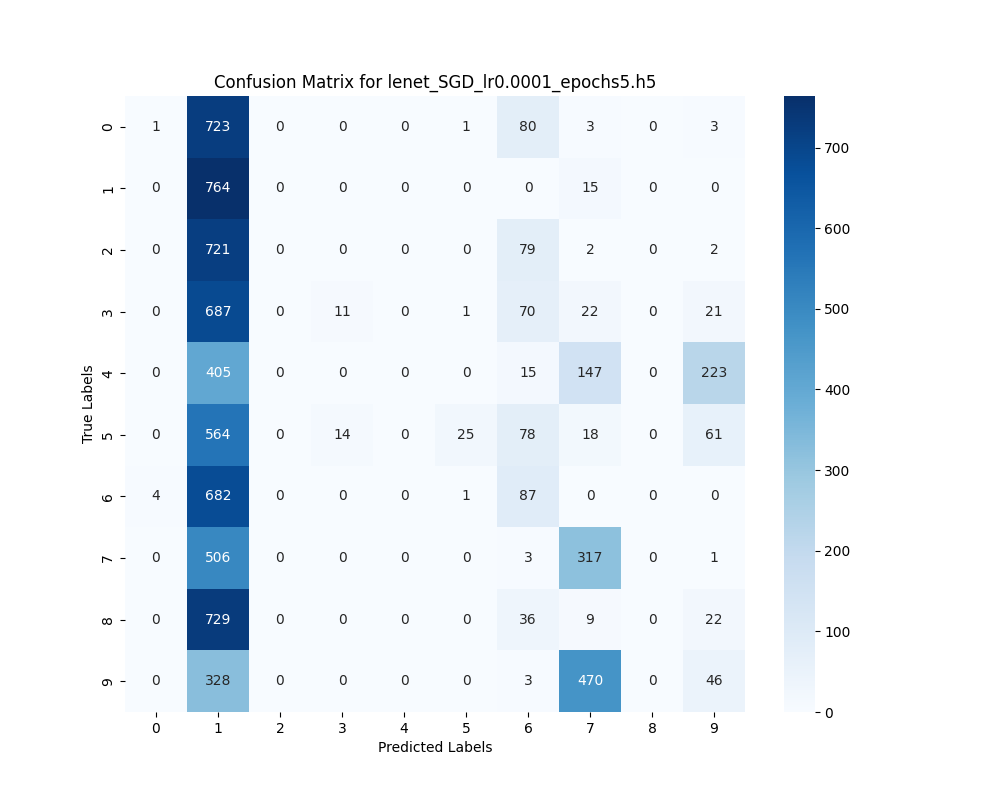 Confusion Matrix for lenet_SGD_lr0.0001_epochs5.h5
0 1 723 0 0 0 1 80 3 0 3
1 0 764 0 0 0 0 0 15 0 0
2 0 721 0 0 0 0 79 2 0 2
3 0 687 0 11 0 1 70 22 0 21
4 0 405 0 0 0 0 15 147 0 223
5 0 564 0 14 0 25 78 18 0 61
6 4 682 0 0 0 1 87 0 0 0
7 0 506 0 0 0 0 3 317 0 1
8 0 729 0 0 0 0 36 9 0 22
9 0 328 0 0 0 0 3 470 0 46
0 1 2 3 4 5 6 7 8 9
Predicted Labels
True Labels
700
600
500
400
300
200
100
0